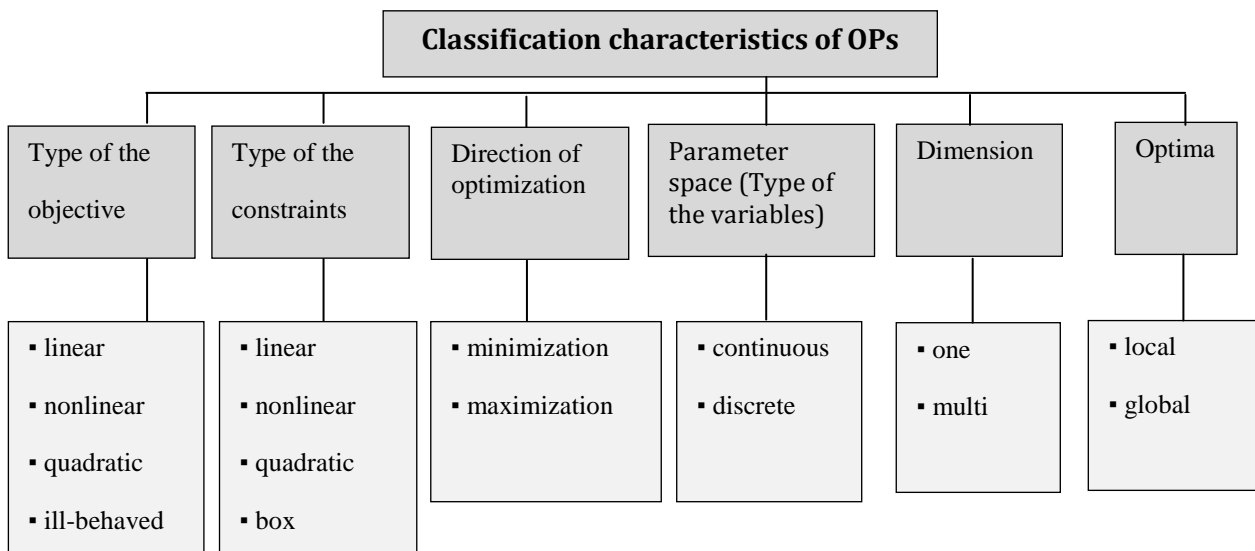 Classification characteristics of OPs
Type of the
objective
Type of the
constraints
Direction of
optimization
Parameter
space (Type of
the variables)
Dimension
Optima
▪ linear
▪ nonlinear
▪ quadratic
▪ ill-behaved
▪ linear
▪ nonlinear
▪ quadratic
▪ box
▪ minimization
▪ maximization
▪ continuous
▪ discrete
▪ one
▪ multi
▪ local
▪ global